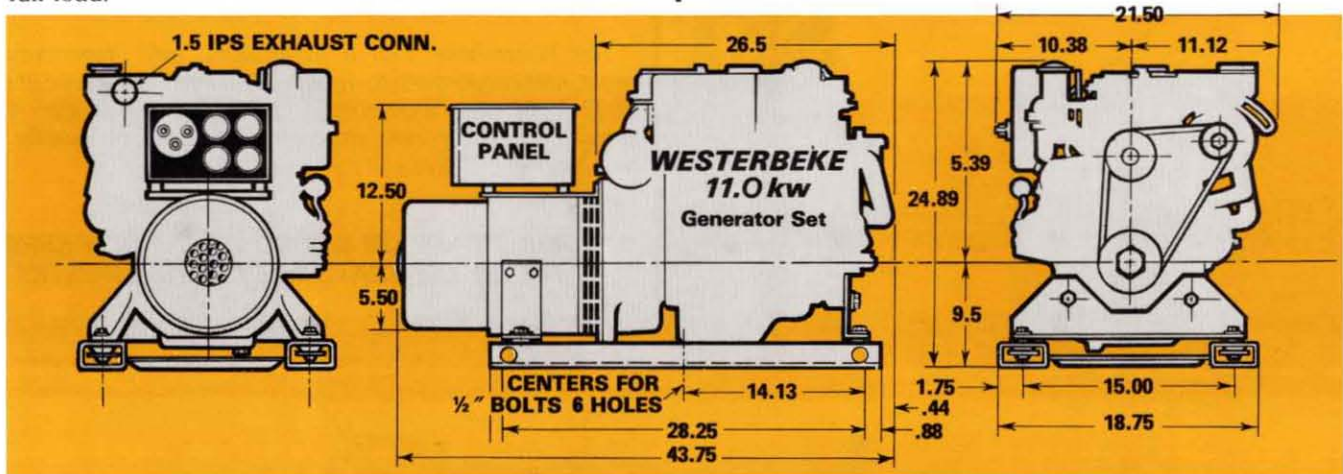 full load.
21.50
1.5 IPS EXHAUST CONN.
26.5
10.38
11.12
CONTROL
PANEL
WESTERBEKE
11.0 kw
Generator Set
12.50
5.39
24.89
5.50
9.5
CENTERS FOR
½" BOLTS 6 HOLES
14.13
1.75
15.00
.44
28.25
.88
18.75
43.75